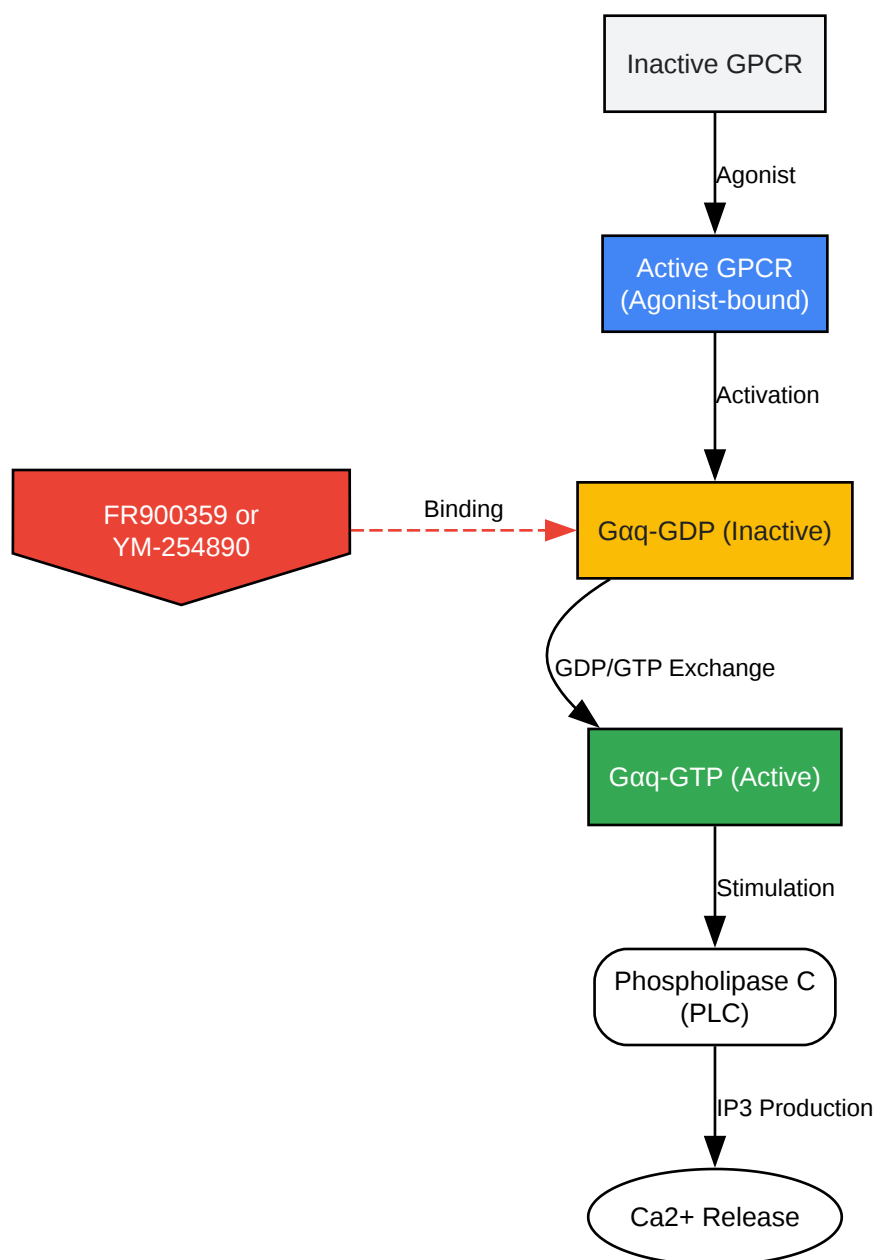 Inactive GPCR
Agonist
Active GPCR
(Agonist-bound)
Activation
FR900359 or
YM-254890
Binding
Gαq-GDP (Inactive)
GDP/GTP Exchange
Gαq-GTP (Active)
Stimulation
Phospholipase C
(PLC)
IP3 Production
Ca2+ Release